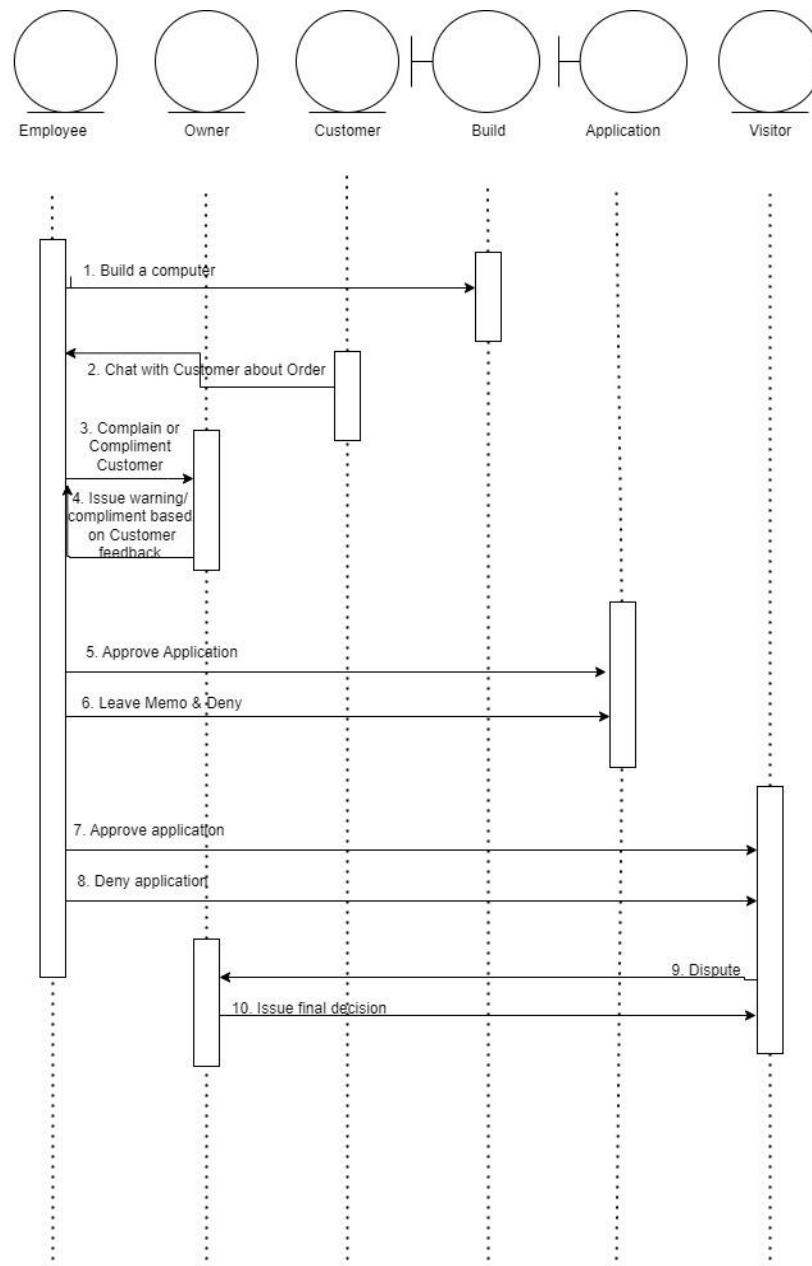 Employee
Owner
Customer
Build
Application
Visitor
1. Build a computer
2. Chat with Customer about Order
3. Complain or
Compliment
Customer
4. Issue warning/
compliment based
on Customer
feedback
5. Approve Application
6. Leave Memo & Deny
7. Approve application
8. Deny application
9. Dispute
10. Issue final decision